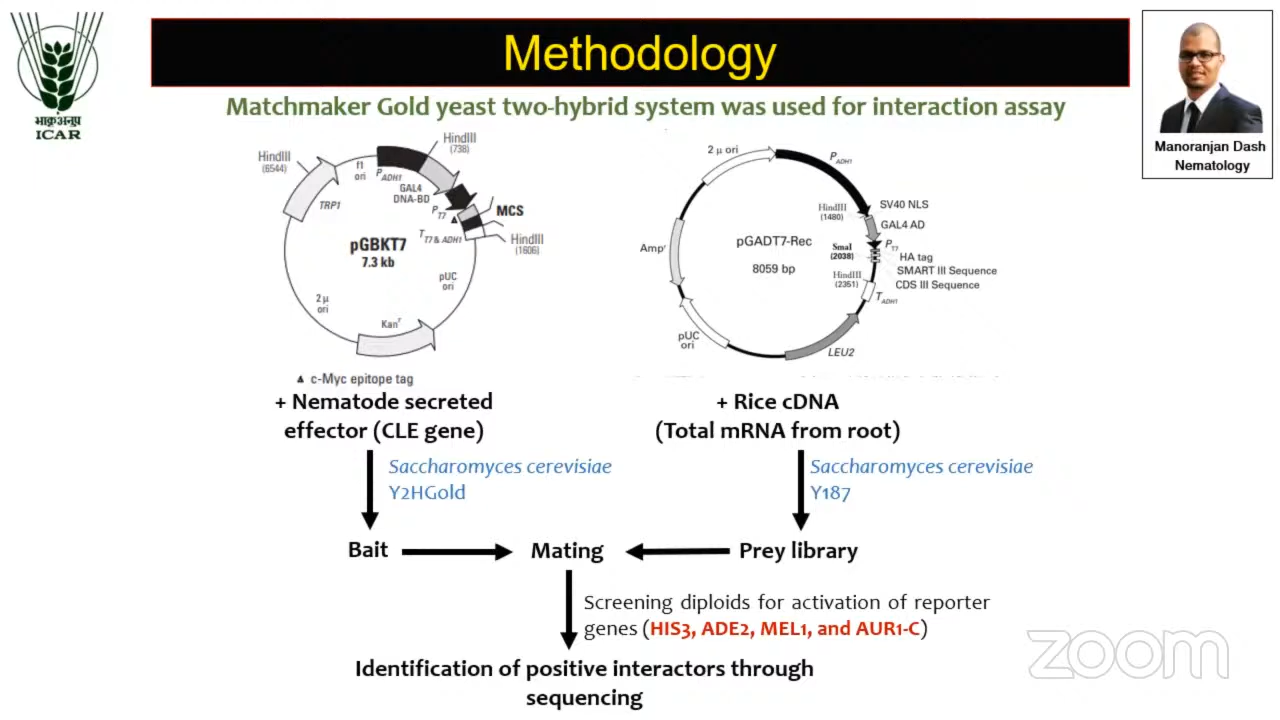 Methodology
भाकृअनुप
ICAR
Manoranjan Dash
Nematology
Matchmaker Gold yeast two-hybrid system was used for interaction assay
HindIII
(6544)
f1
ori
HindIII
(738)
PADH1
GAL4
DNA-BD
TRP1
PT7
MCS
TT7 & ADH1
HindIII
(1606)
pGBKT7
7.3 kb
pUC
ori
2 µ
ori
Kanr
▲ c-Myc epitope tag
2 µ ori
PADH1
HindIII
(1480)
SV40 NLS
GAL4 AD
PT7
SmaI
(2038)
HA tag
SMART III Sequence
CDS III Sequence
HindIII
(2351)
TADH1
Ampr
pGADT7-Rec
8059 bp
pUC
ori
LEU2
+ Nematode secreted
effector (CLE gene)
+ Rice cDNA
(Total mRNA from root)
Saccharomyces cerevisiae
Y2HGold
Saccharomyces cerevisiae
Y187
Bait
Mating
Prey library
Screening diploids for activation of reporter
genes (HIS3, ADE2, MEL1, and AUR1-C)
Identification of positive interactors through
sequencing
zoom